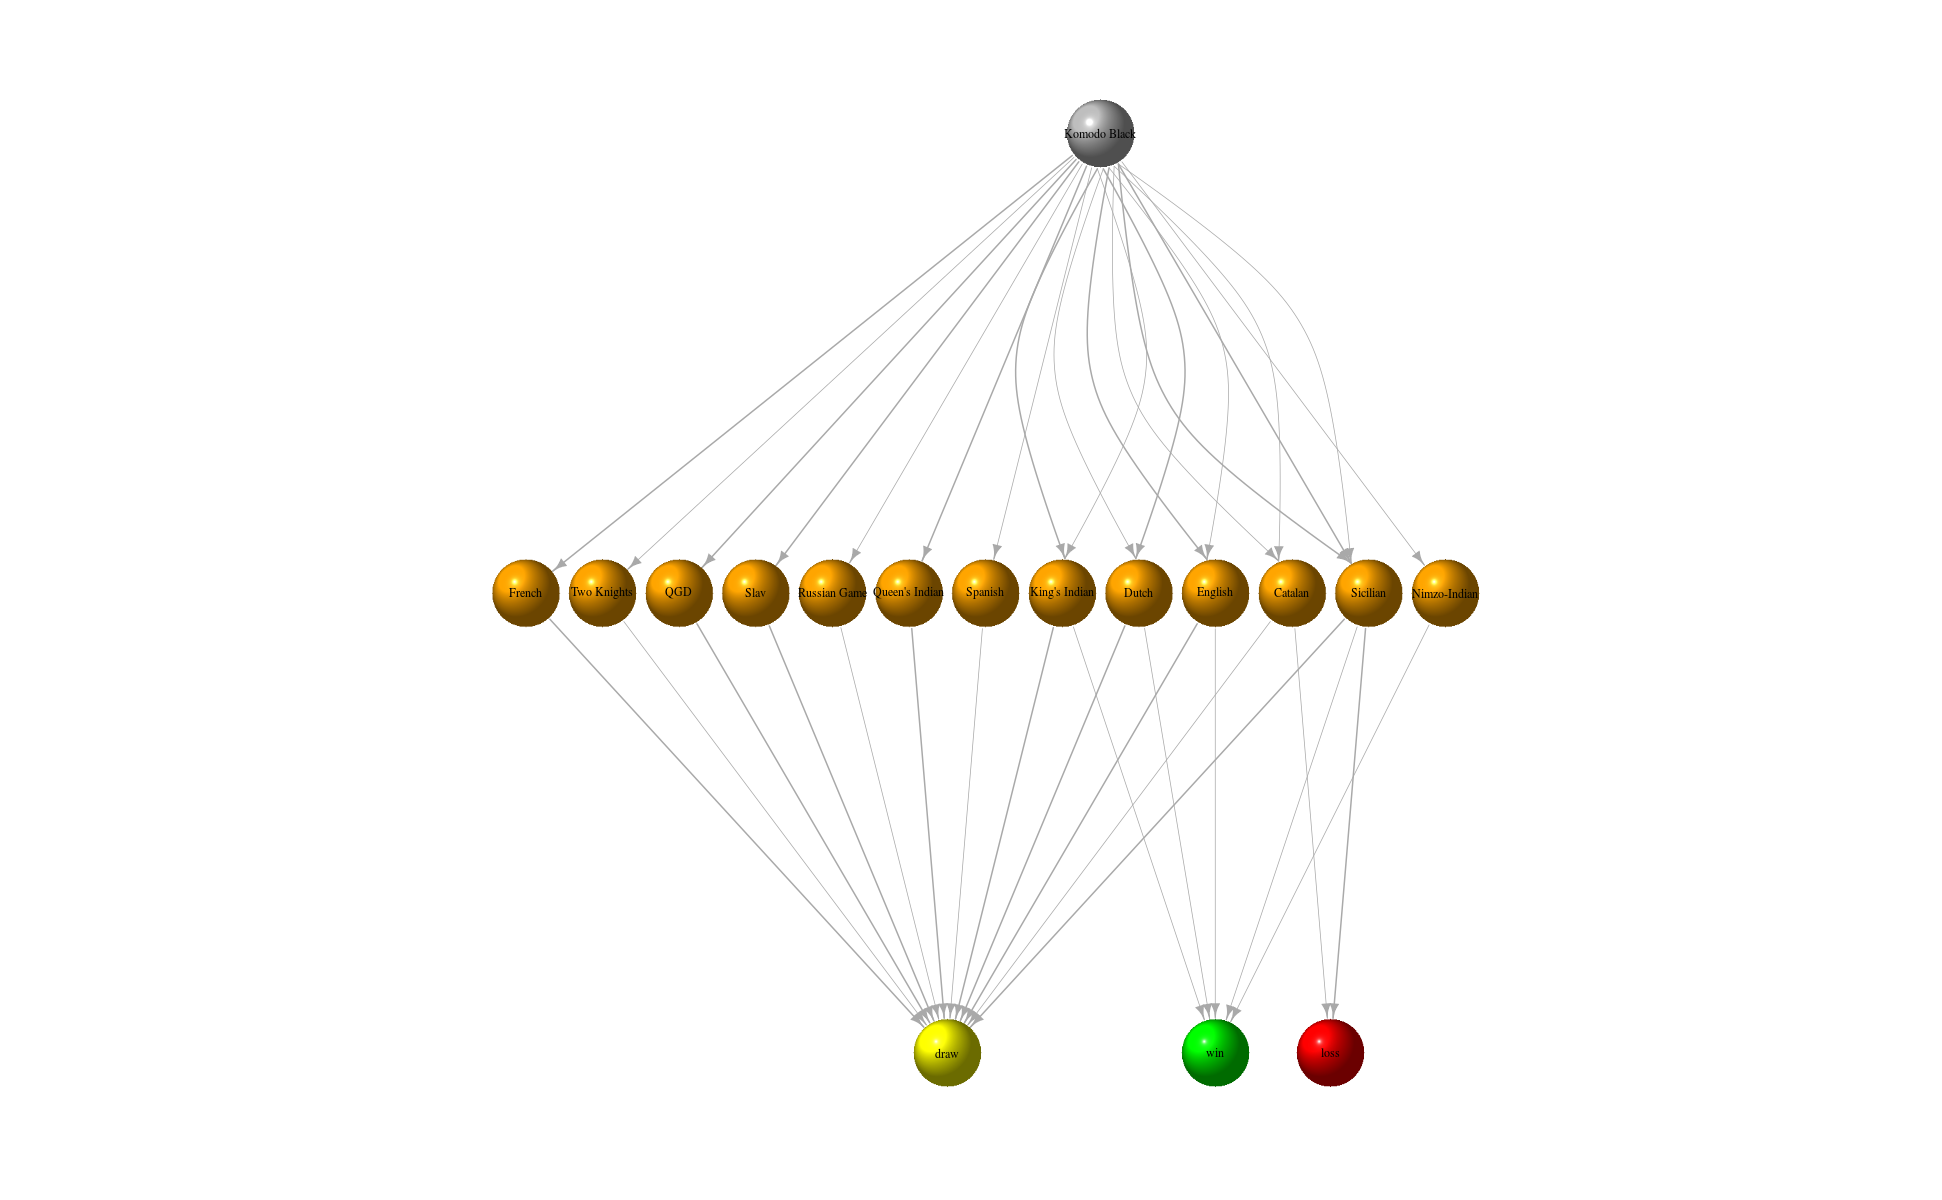 Komodo Black
French
Two Knights
QGD
Slav
Russian Game
Queen's Indian
Spanish
King's Indian
Dutch
English
Catalan
Sicilian
Nimzo-Indian
draw
win
loss